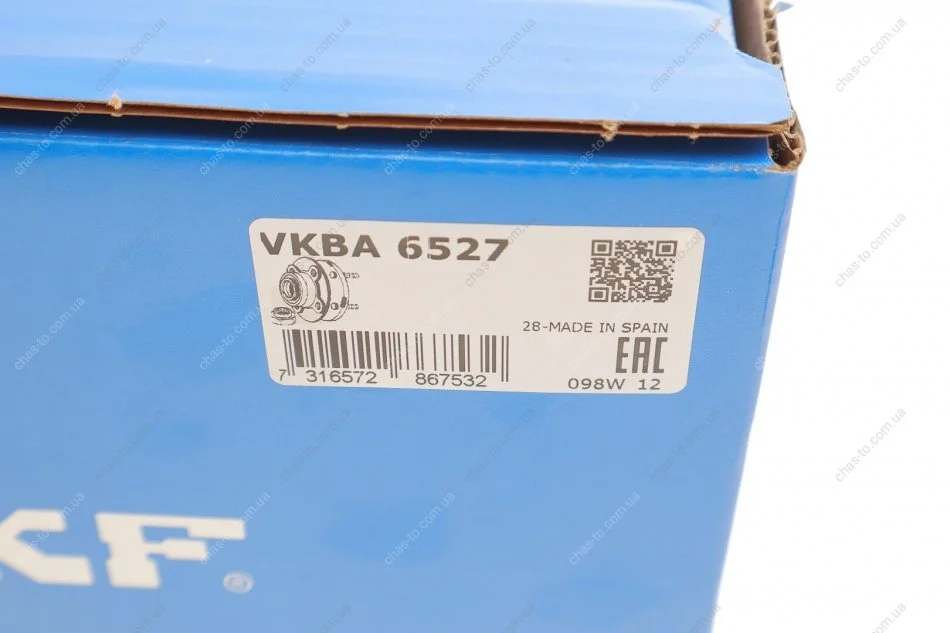 VKBA 6527
28-MADE IN SPAIN
EAC
7 316572 867532
098W 12
KF
®
chas-to.com.ua